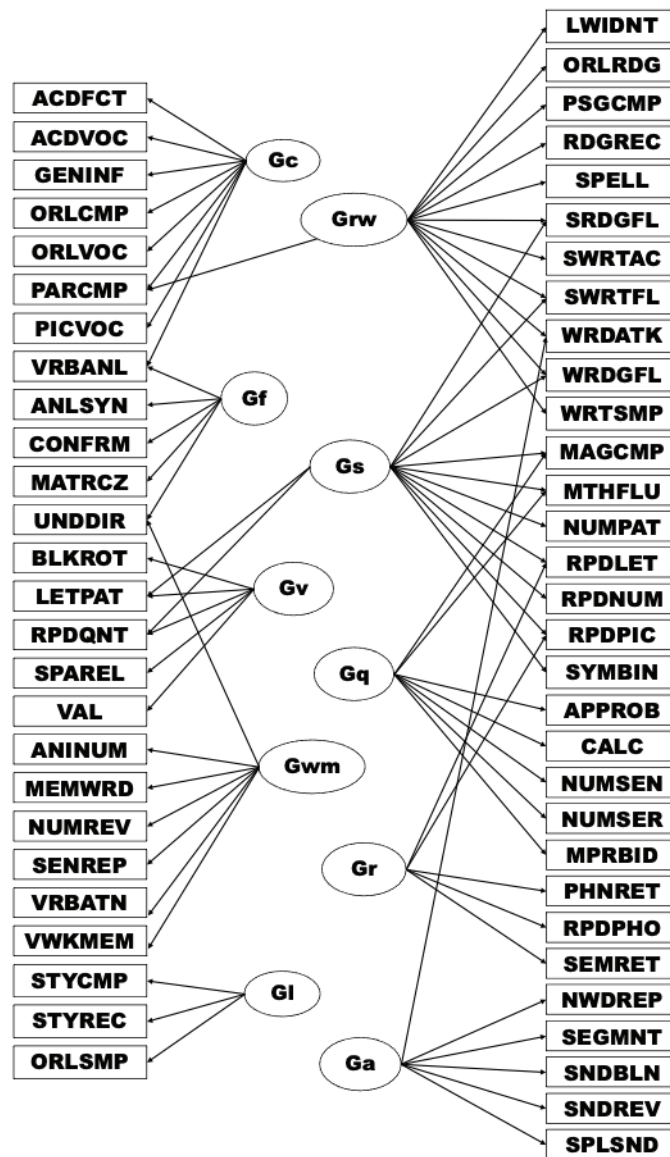 ACDFCT
ACDVOC
GENINF
ORLCMP
ORLVOC
PARCMP
PICVOC
VRBANL
ANLSYN
CONFRM
MATRCZ
UNDDIR
BLKROT
LETPAT
RPDQNT
SPAREL
VAL
ANINUM
MEMWRD
NUMREV
SENREP
VRBATN
VWKMEM
STYCMP
STYREC
ORLSMP
Gc
Grw
Gf
Gs
Gv
Gq
Gwm
Gr
Gl
Ga
LWIDNT
ORLRDG
PSGCMP
RDGREC
SPELL
SRDGFL
SWRTAC
SWRTFL
WRDATK
WRDGFL
WRTSMP
MAGCMP
MTHFLU
NUMPAT
RPDLET
RPDNUM
RPDPIC
SYMBIN
APPROB
CALC
NUMSEN
NUMSER
MPRBID
PHNRET
RPDPHO
SEMRET
NWDREP
SEGMNT
SNDBLN
SNDREV
SPLSND